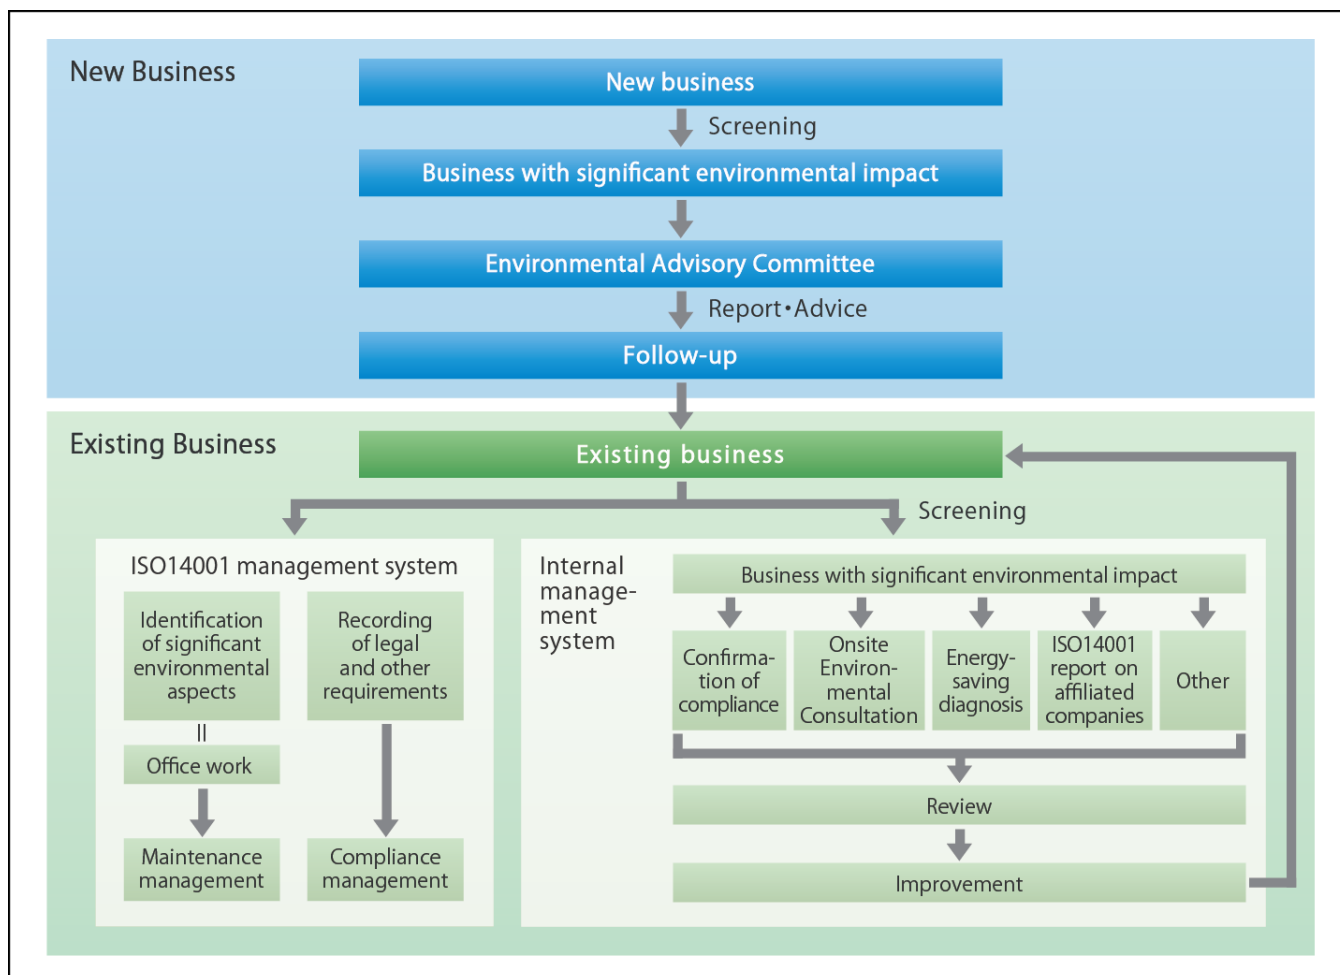 New Business
New business
Screening
Business with significant environmental impact
Environmental Advisory Committee
Report・Advice
Follow-up
Existing Business
Existing business
Screening
ISO14001 management system
Identification
of significant
environmental
aspects
=
Office work
Maintenance
management
Recording
of legal
and other
requirements
Compliance
management
Internal
manage-
ment
system
Business with significant environmental impact
Confirma-
tion of
compliance
Onsite
Environ-
mental
Consultation
Energy-
saving
diagnosis
ISO14001
report on
affiliated
companies
Other
Review
Improvement